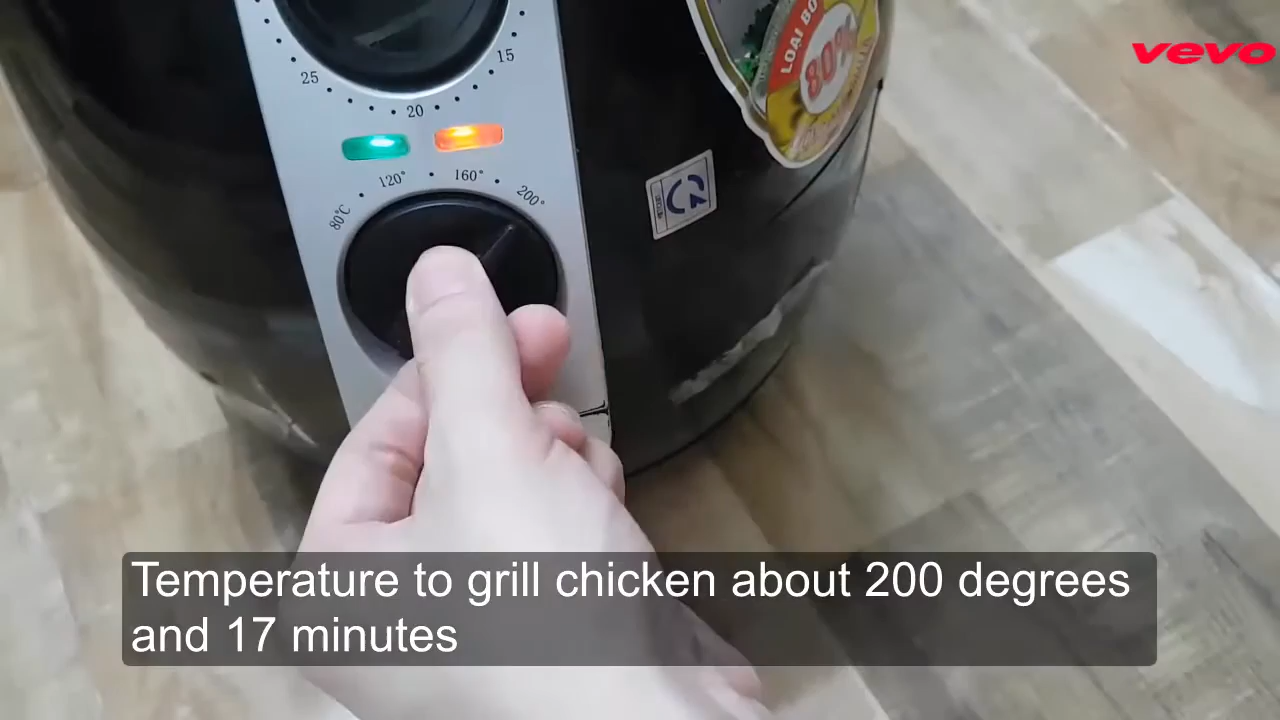 vevo
LOẠI BỎ
80%
25
15
20
120°
160°
200°
80℃
Temperature to grill chicken about 200 degrees
and 17 minutes